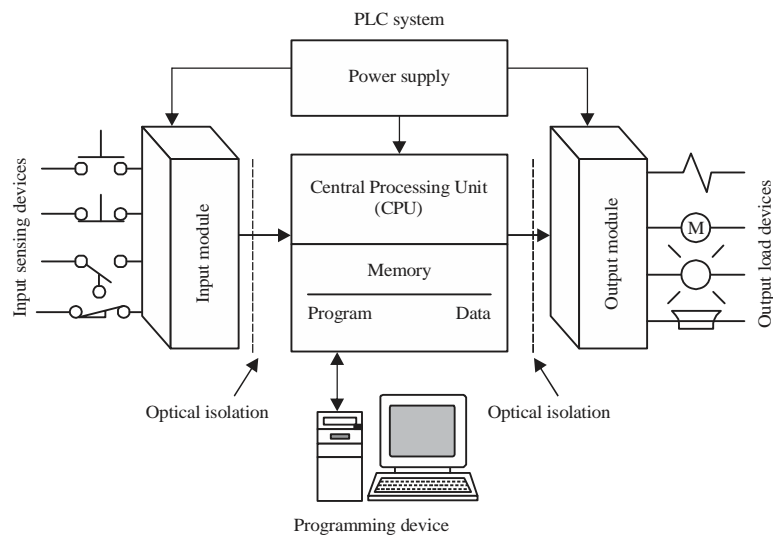 PLC system
Power supply
Input sensing devices
Input module
Central Processing Unit
(CPU)
Memory
Program Data
Output module
M
Output load devices
Optical isolation
Optical isolation
Programming device